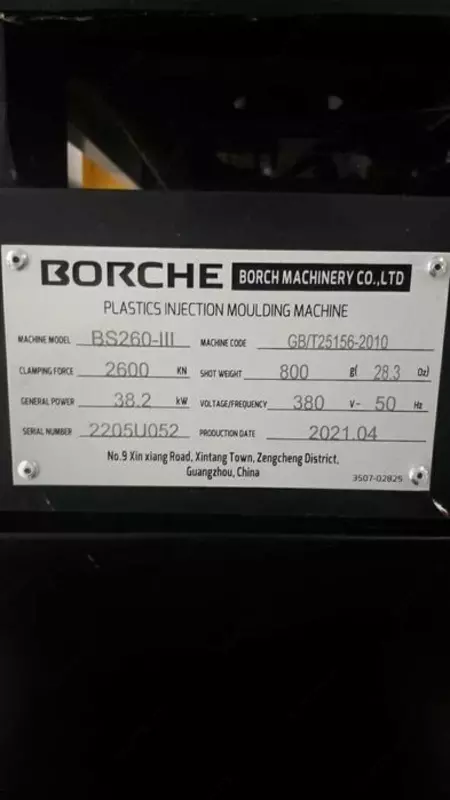 BORCHE BORCH MACHINERY CO.,LTD
PLASTICS INJECTION MOULDING MACHINE
MACHINE MODEL BS260-III MACHINE CODE GB/T25156-2010
CLAMPING FORCE 2600 KN SHOT WEIGHT 800 g( 28.3 Oz)
GENERAL POWER 38.2 kW VOLTAGE/FREQUENCY 380 V~ 50 Hz
SERIAL NUMBER 2205U052 PRODUCTION DATE 2021.04
No.9 Xin xiang Road, Xintang Town, Zengcheng District,
Guangzhou, China
3507-02825